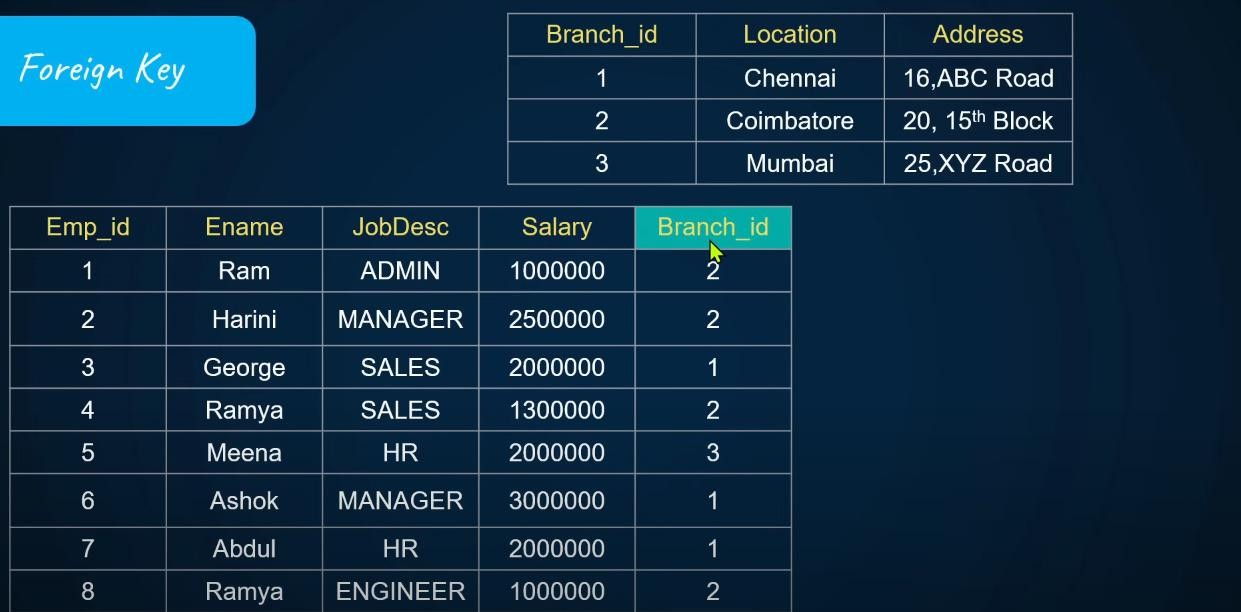 Foreign Key
Branch_id Location Address
1 Chennai 16,ABC Road
2 Coimbatore 20, 15th Block
3 Mumbai 25,XYZ Road
Emp_id Ename JobDesc Salary Branch_id
1 Ram ADMIN 1000000 2
2 Harini MANAGER 2500000 2
3 George SALES 2000000 1
4 Ramya SALES 1300000 2
5 Meena HR 2000000 3
6 Ashok MANAGER 3000000 1
7 Abdul HR 2000000 1
8 Ramya ENGINEER 1000000 2